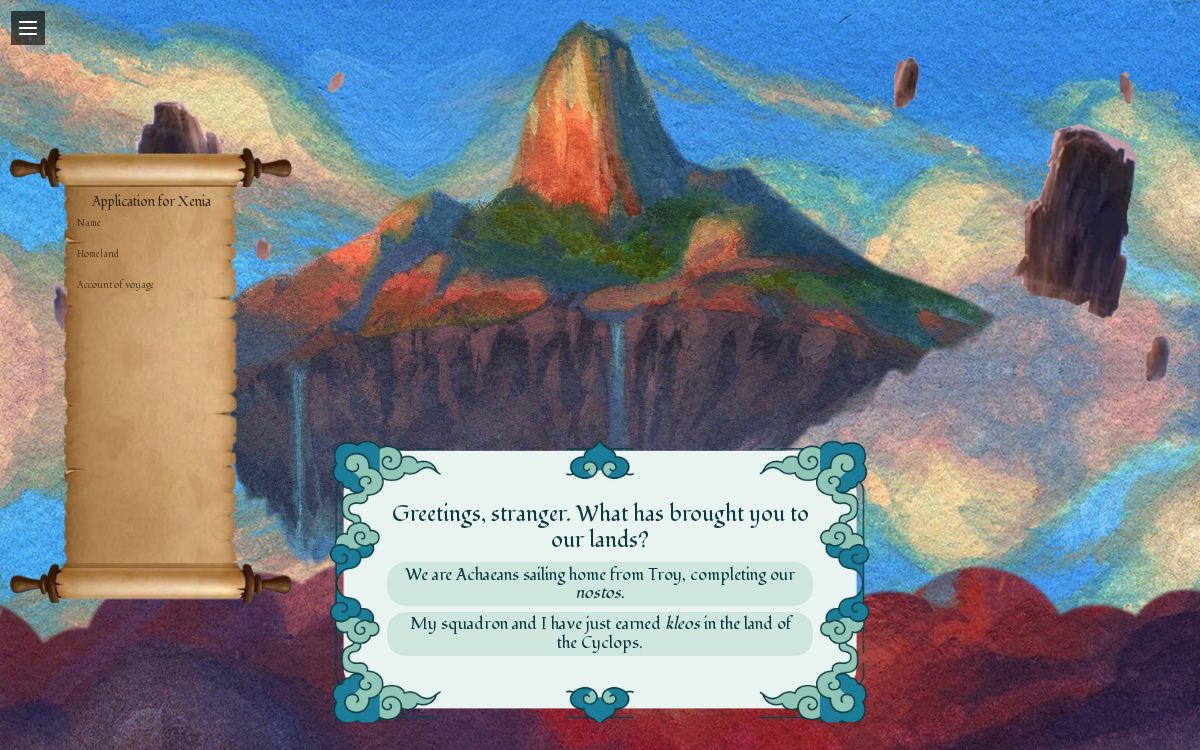 Application for Xenia
Name
Homeland
Account of voyage
Greetings, stranger. What has brought you to
our lands?
We are Achaeans sailing home from Troy, completing our
nostos.
My squadron and I have just earned kleos in the land of
the Cyclops.